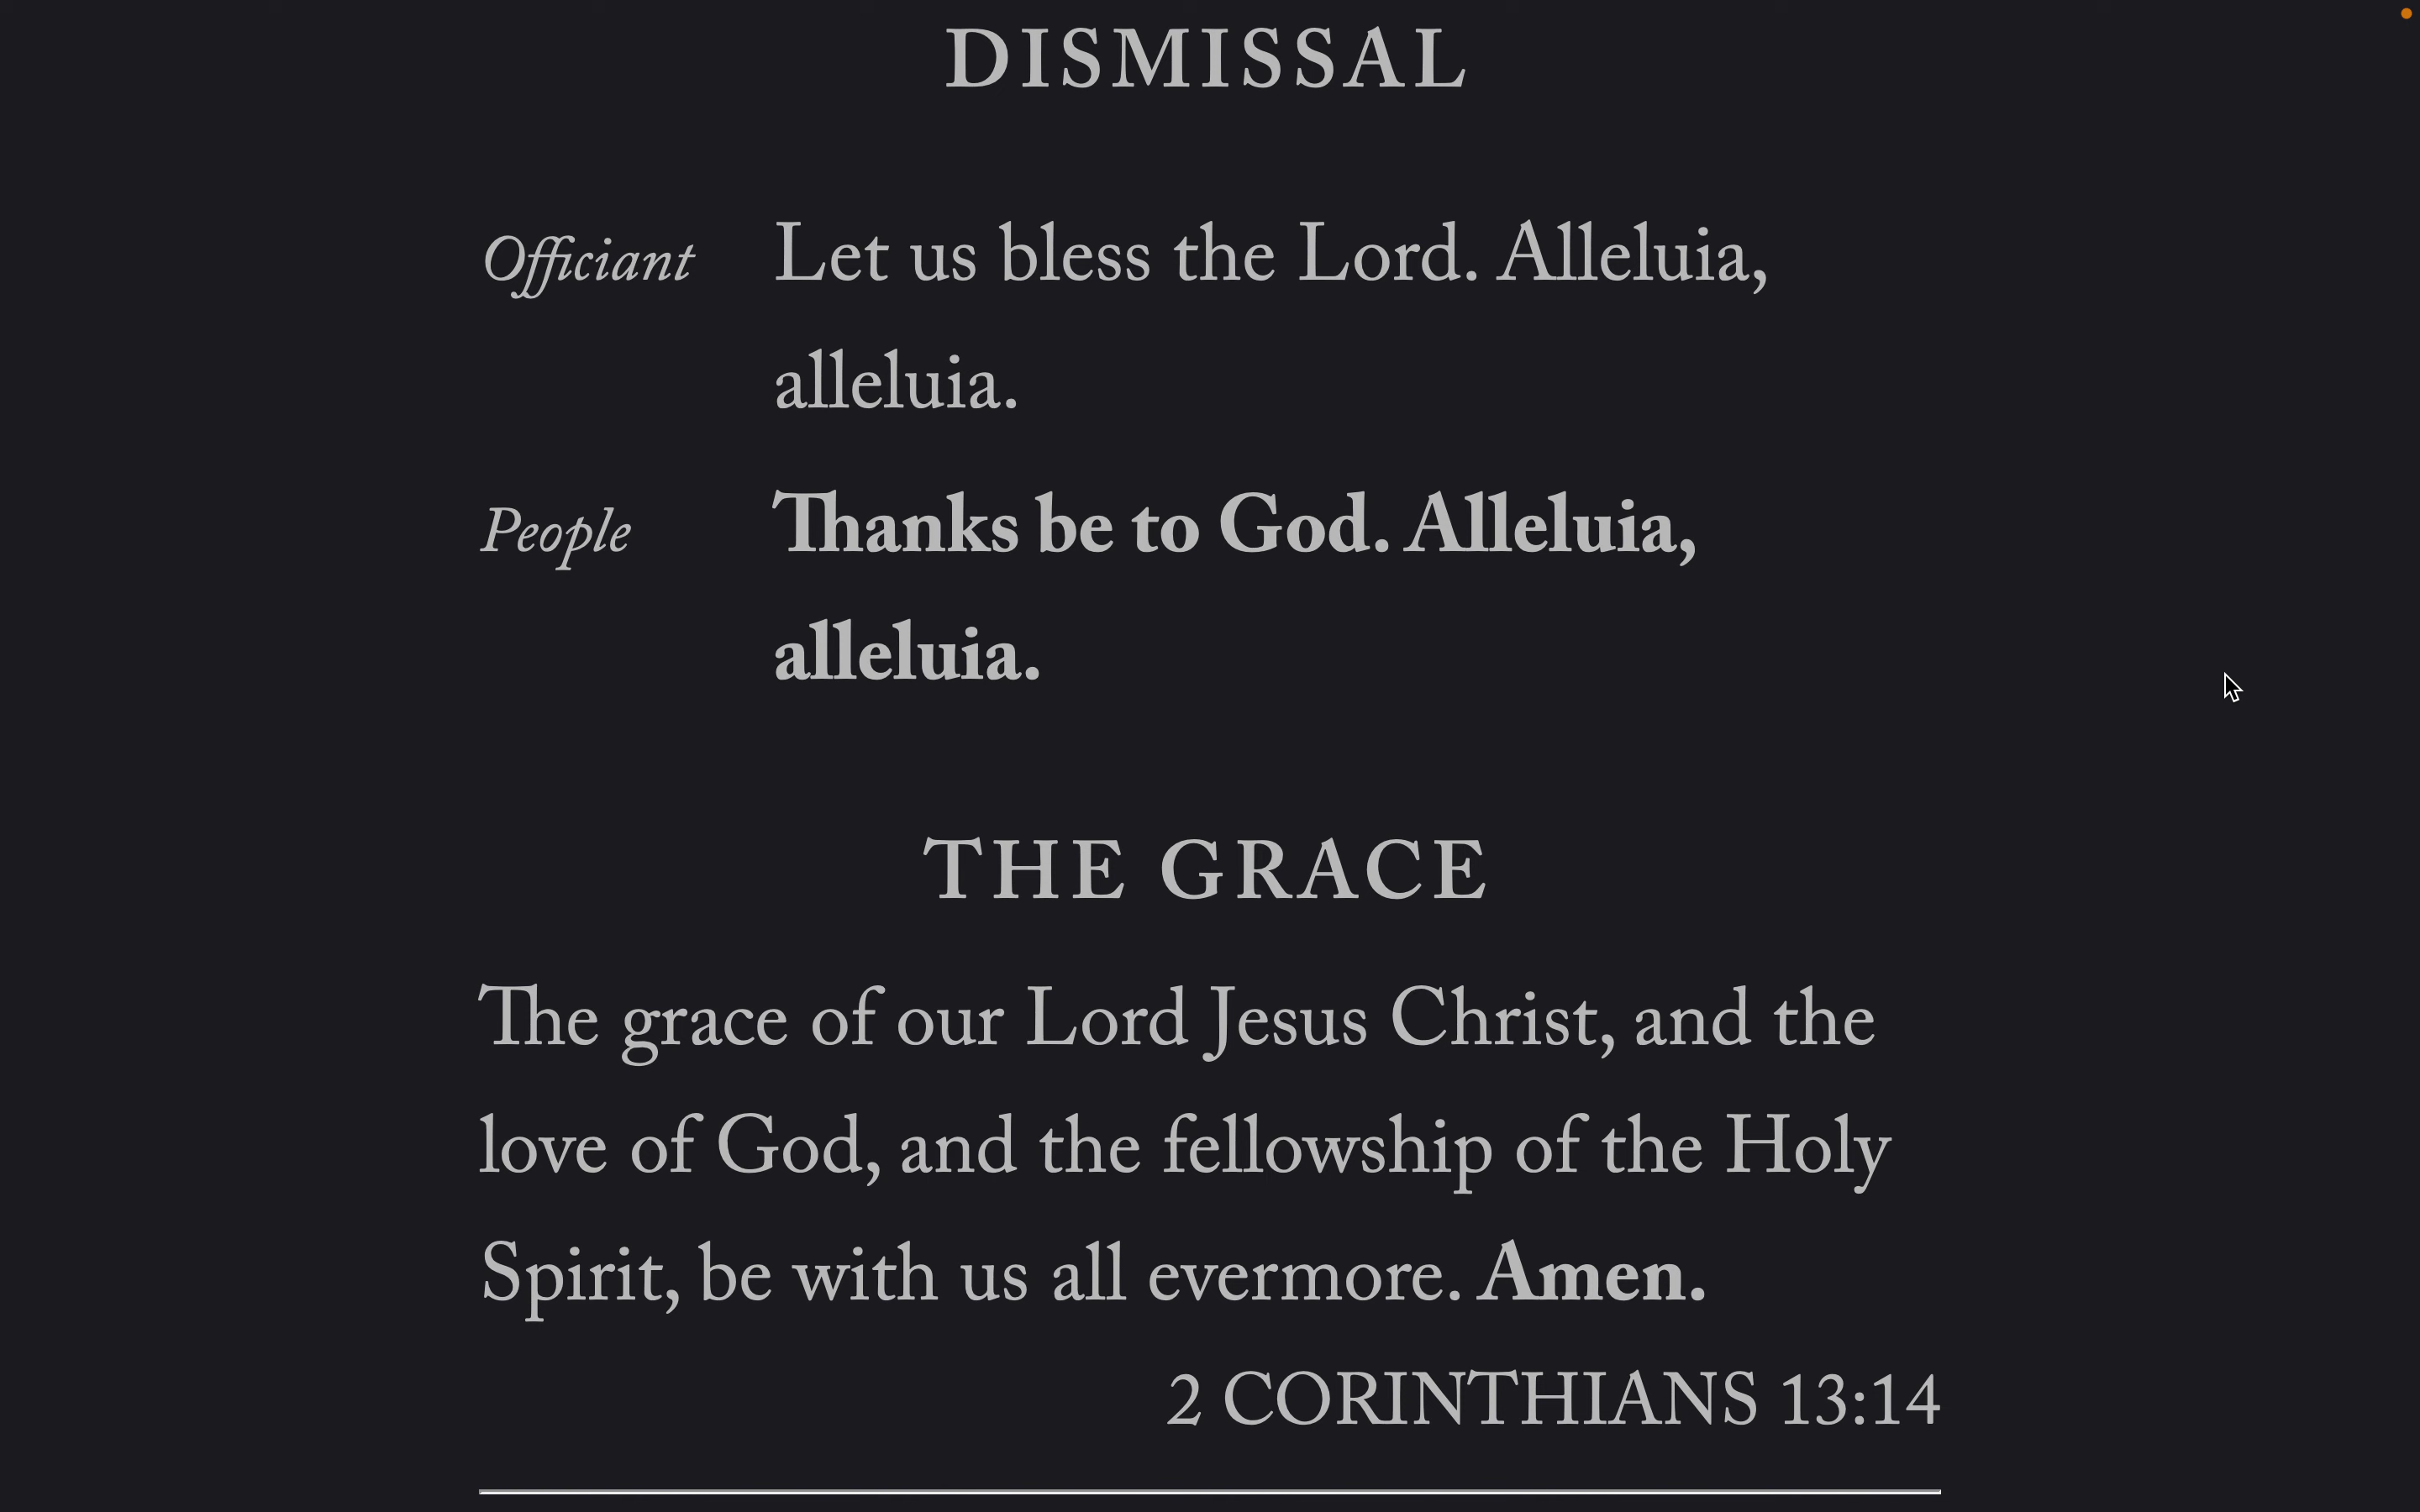 DISMISSAL
Officiant Let us bless the Lord. Alleluia,
alleluia.
People Thanks be to God. Alleluia,
alleluia.
THE GRACE
The grace of our Lord Jesus Christ, and the
love of God, and the fellowship of the Holy
Spirit, be with us all evermore. Amen.
2 CORINTHIANS 13:14